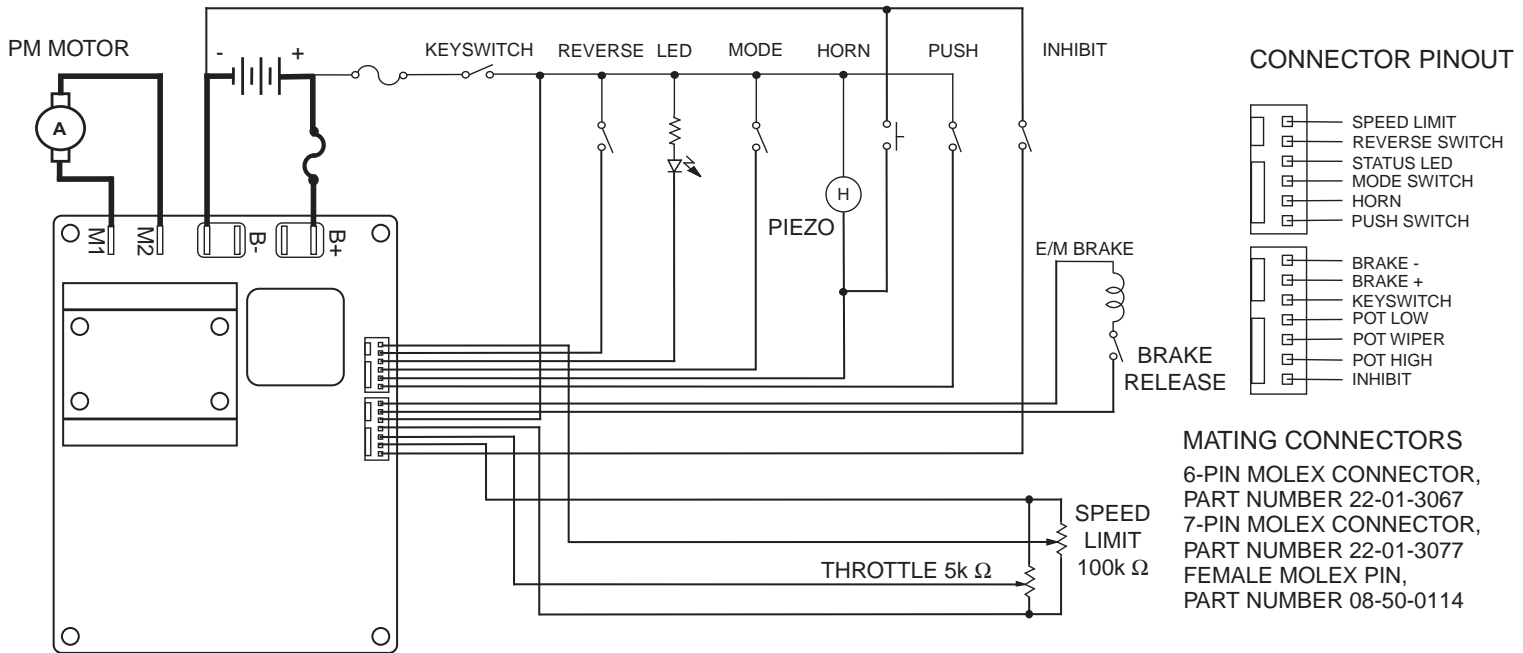 PM MOTOR
A
-
+
KEYSWITCH
REVERSE
LED
MODE
HORN
PUSH
INHIBIT
H
PIEZO
M1
M2
B-
B+
E/M BRAKE
BRAKE
RELEASE
SPEED
LIMIT
100k Ω
THROTTLE 5k Ω
CONNECTOR PINOUT
SPEED LIMIT
REVERSE SWITCH
STATUS LED
MODE SWITCH
HORN
PUSH SWITCH
BRAKE -
BRAKE +
KEYSWITCH
POT LOW
POT WIPER
POT HIGH
INHIBIT
MATING CONNECTORS
6-PIN MOLEX CONNECTOR,
PART NUMBER 22-01-3067
7-PIN MOLEX CONNECTOR,
PART NUMBER 22-01-3077
FEMALE MOLEX PIN,
PART NUMBER 08-50-0114